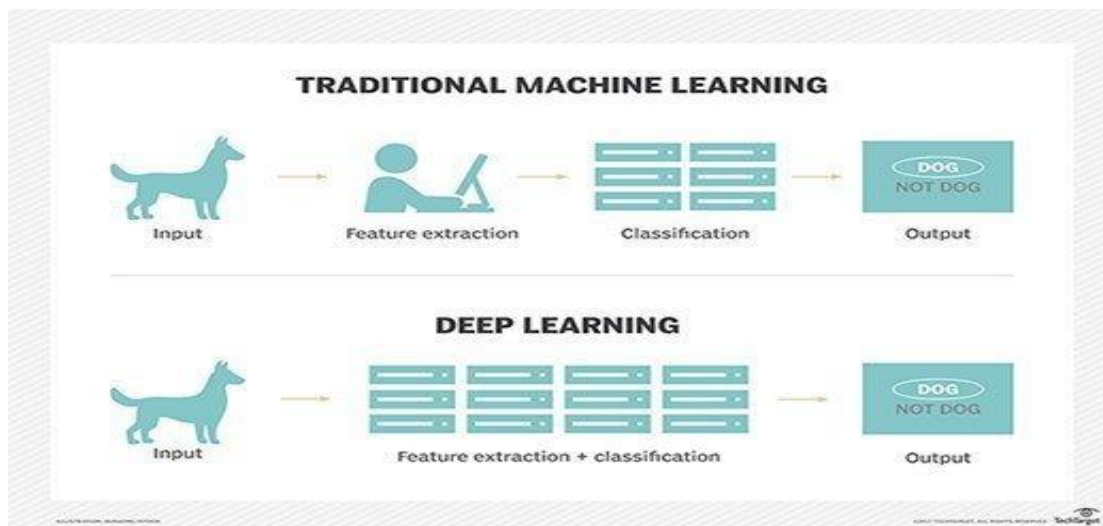 TRADITIONAL MACHINE LEARNING
DOG
NOT DOG
Input
Feature extraction
Classification
Output
DEEP LEARNING
DOG
NOT DOG
Input
Feature extraction + classification
Output
TechTarget